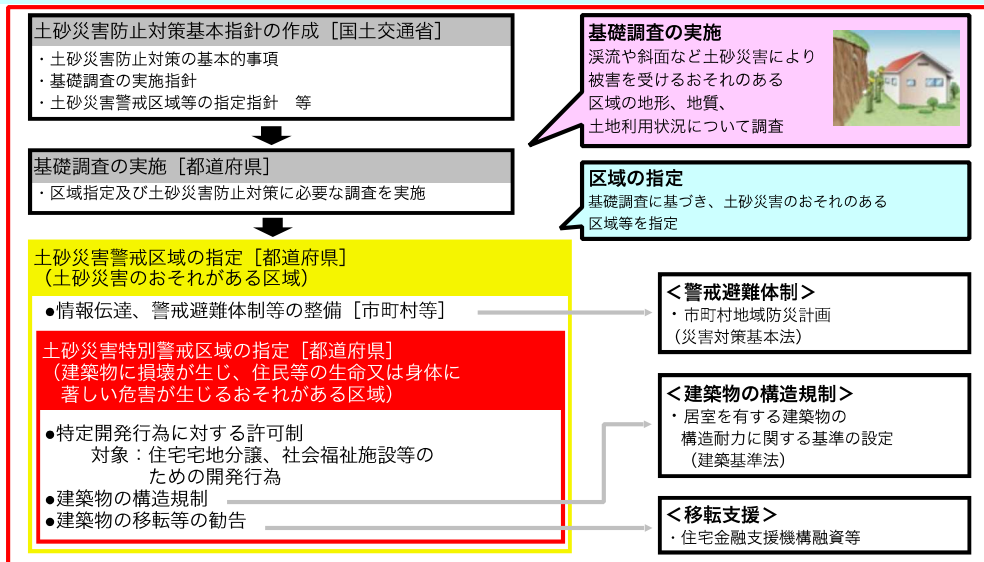 土砂災害防止対策基本指針の作成［国土交通省］
・土砂災害防止対策の基本的事項
・基礎調査の実施指針
・土砂災害警戒区域等の指定指針　等
基礎調査の実施［都道府県］
・区域指定及び土砂災害防止対策に必要な調査を実施
土砂災害警戒区域の指定［都道府県］
（土砂災害のおそれがある区域）
●情報伝達、警戒避難体制等の整備［市町村等］
土砂災害特別警戒区域の指定［都道府県］
（建築物に損壊が生じ、住民等の生命又は身体に
著しい危害が生じるおそれがある区域）
●特定開発行為に対する許可制
対象：住宅宅地分譲、社会福祉施設等の
ための開発行為
●建築物の構造規制
●建築物の移転等の勧告
基礎調査の実施
渓流や斜面など土砂災害により
被害を受けるおそれのある
区域の地形、地質、
土地利用状況について調査
区域の指定
基礎調査に基づき、土砂災害のおそれのある
区域等を指定
＜警戒避難体制＞
・市町村地域防災計画
（災害対策基本法）
＜建築物の構造規制＞
・居室を有する建築物の
構造耐力に関する基準の設定
（建築基準法）
＜移転支援＞
・住宅金融支援機構融資等